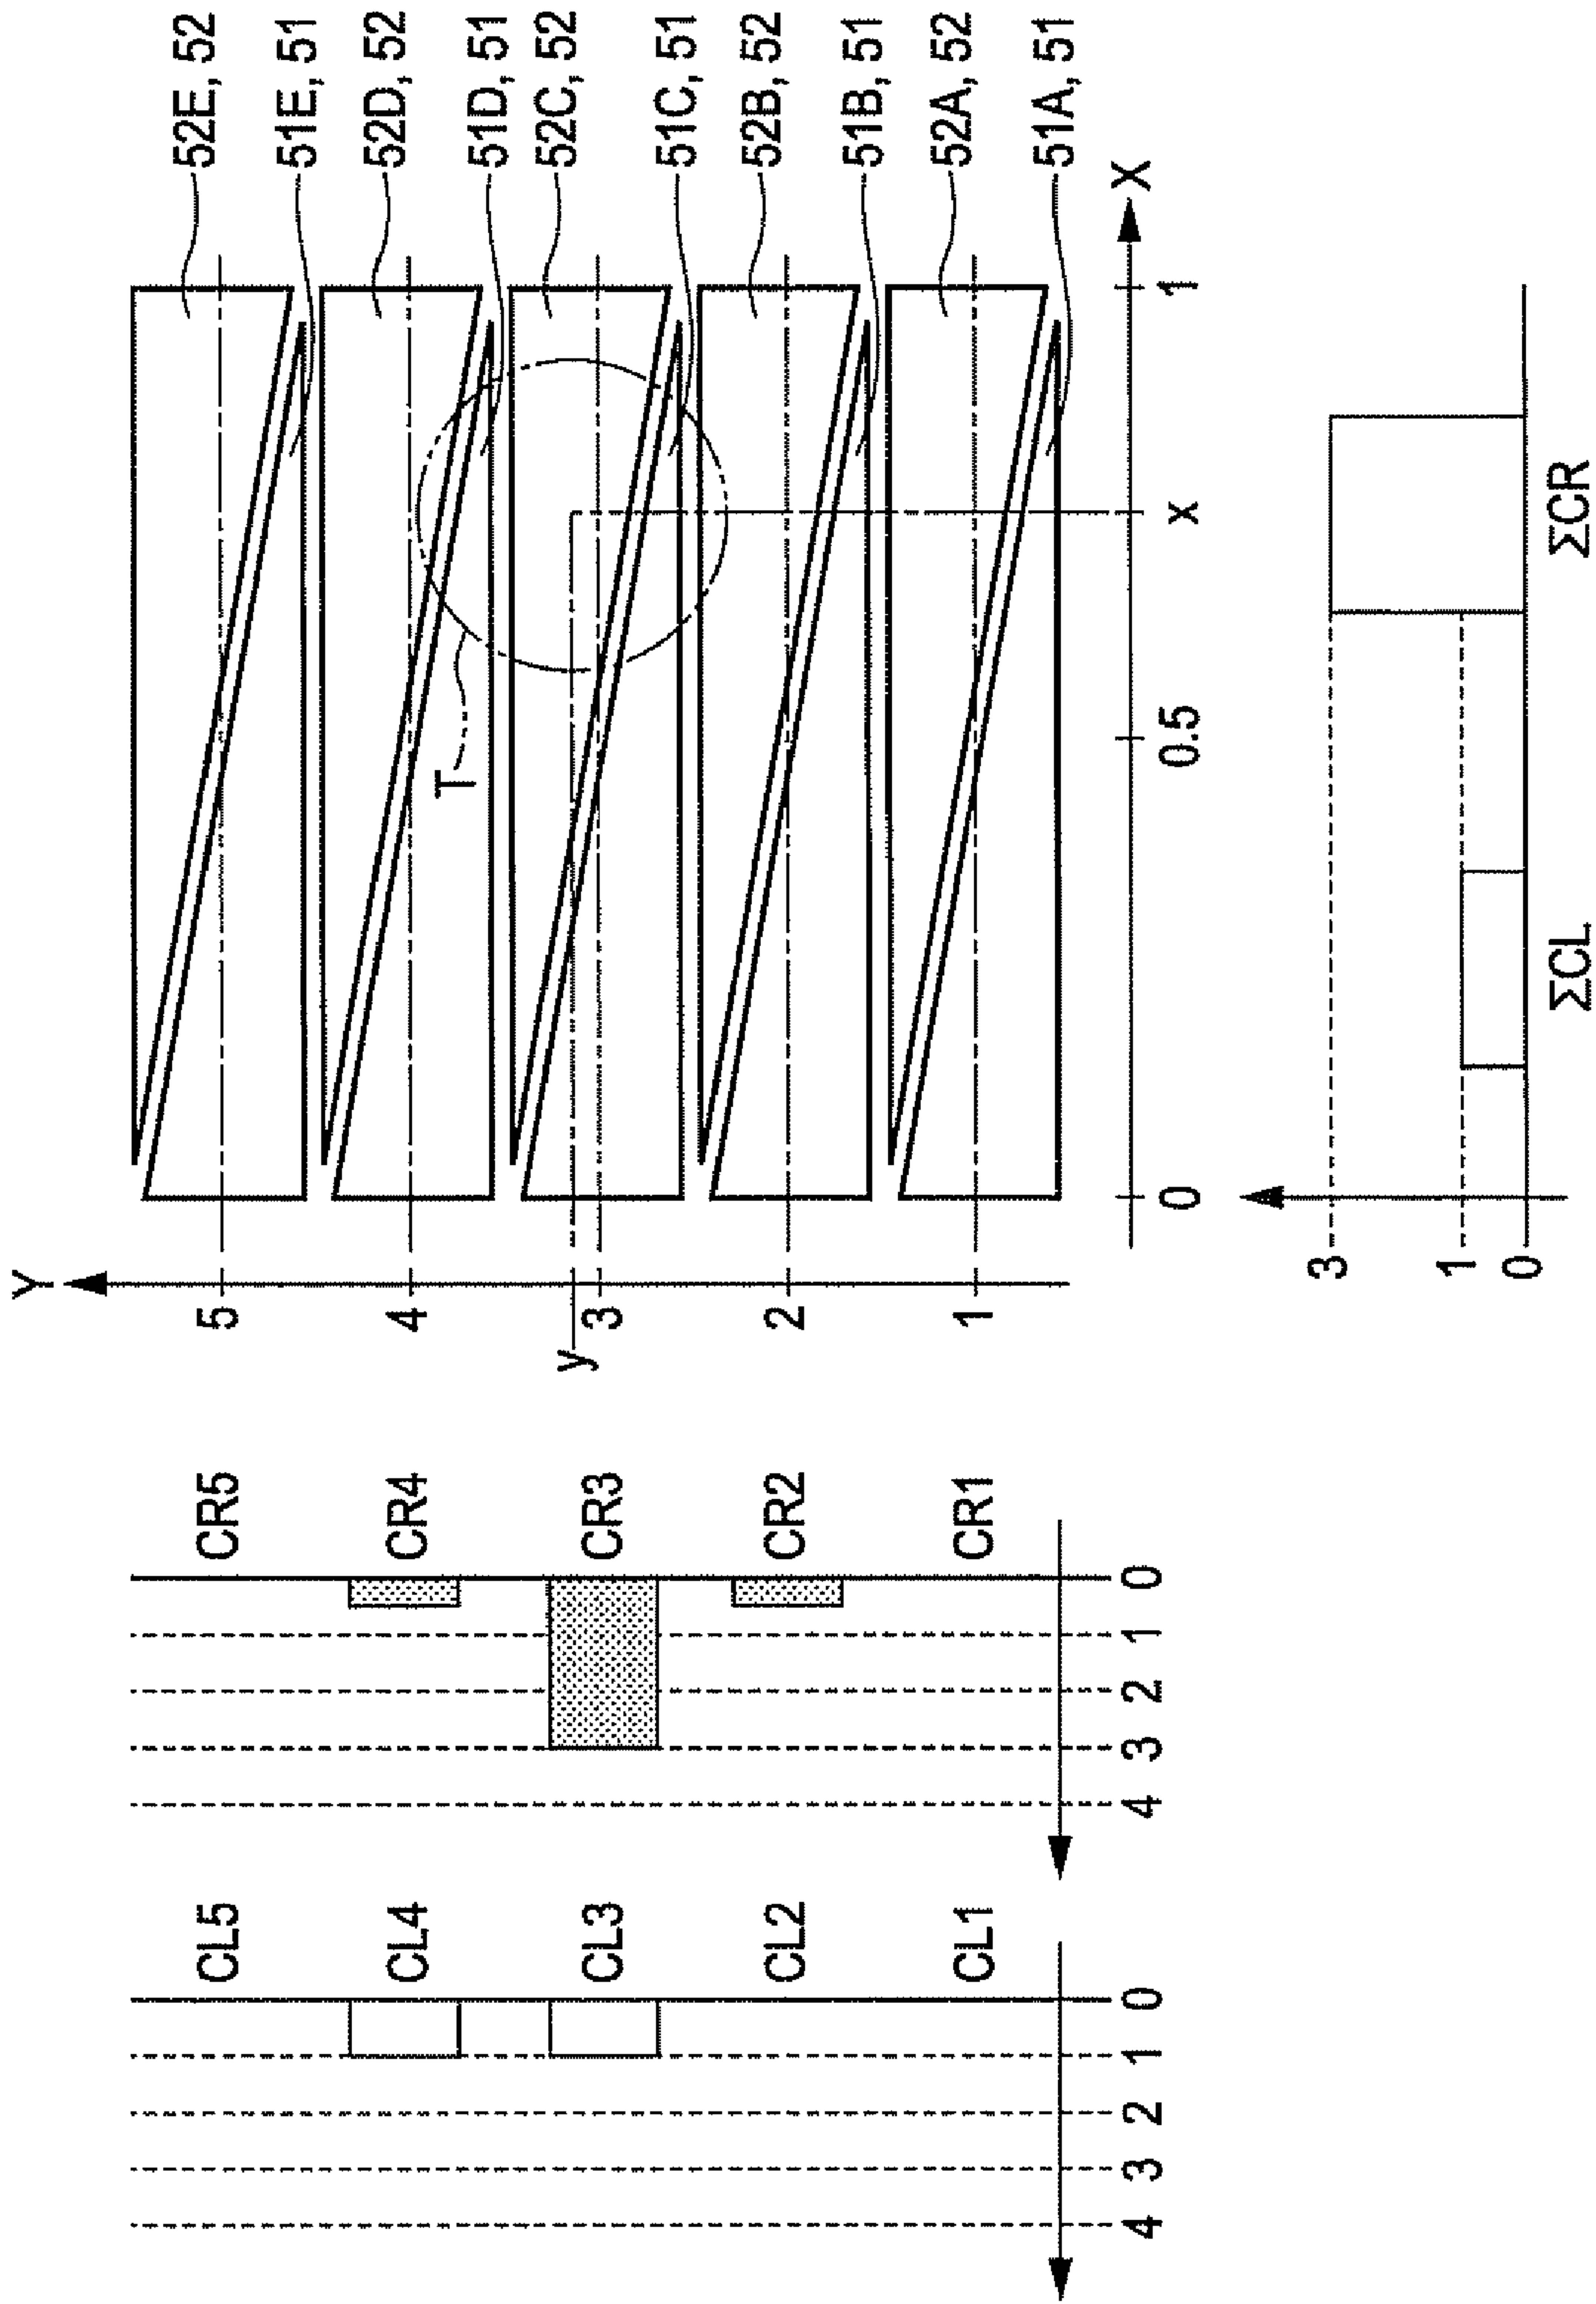 52E, 52
51E, 51
52D, 52
51D, 51
52C, 52
51C, 51
52B, 52
51B, 51
52A, 52
51A, 51
X
Y
5
4
y
3
2
1
T
0
0.5
x
1
CR5
CR4
CR3
CR2
CR1
4 3 2 1 0
CL5
CL4
CL3
CL2
CL1
4 3 2 1 0
3
1
0
ΣCL
ΣCR